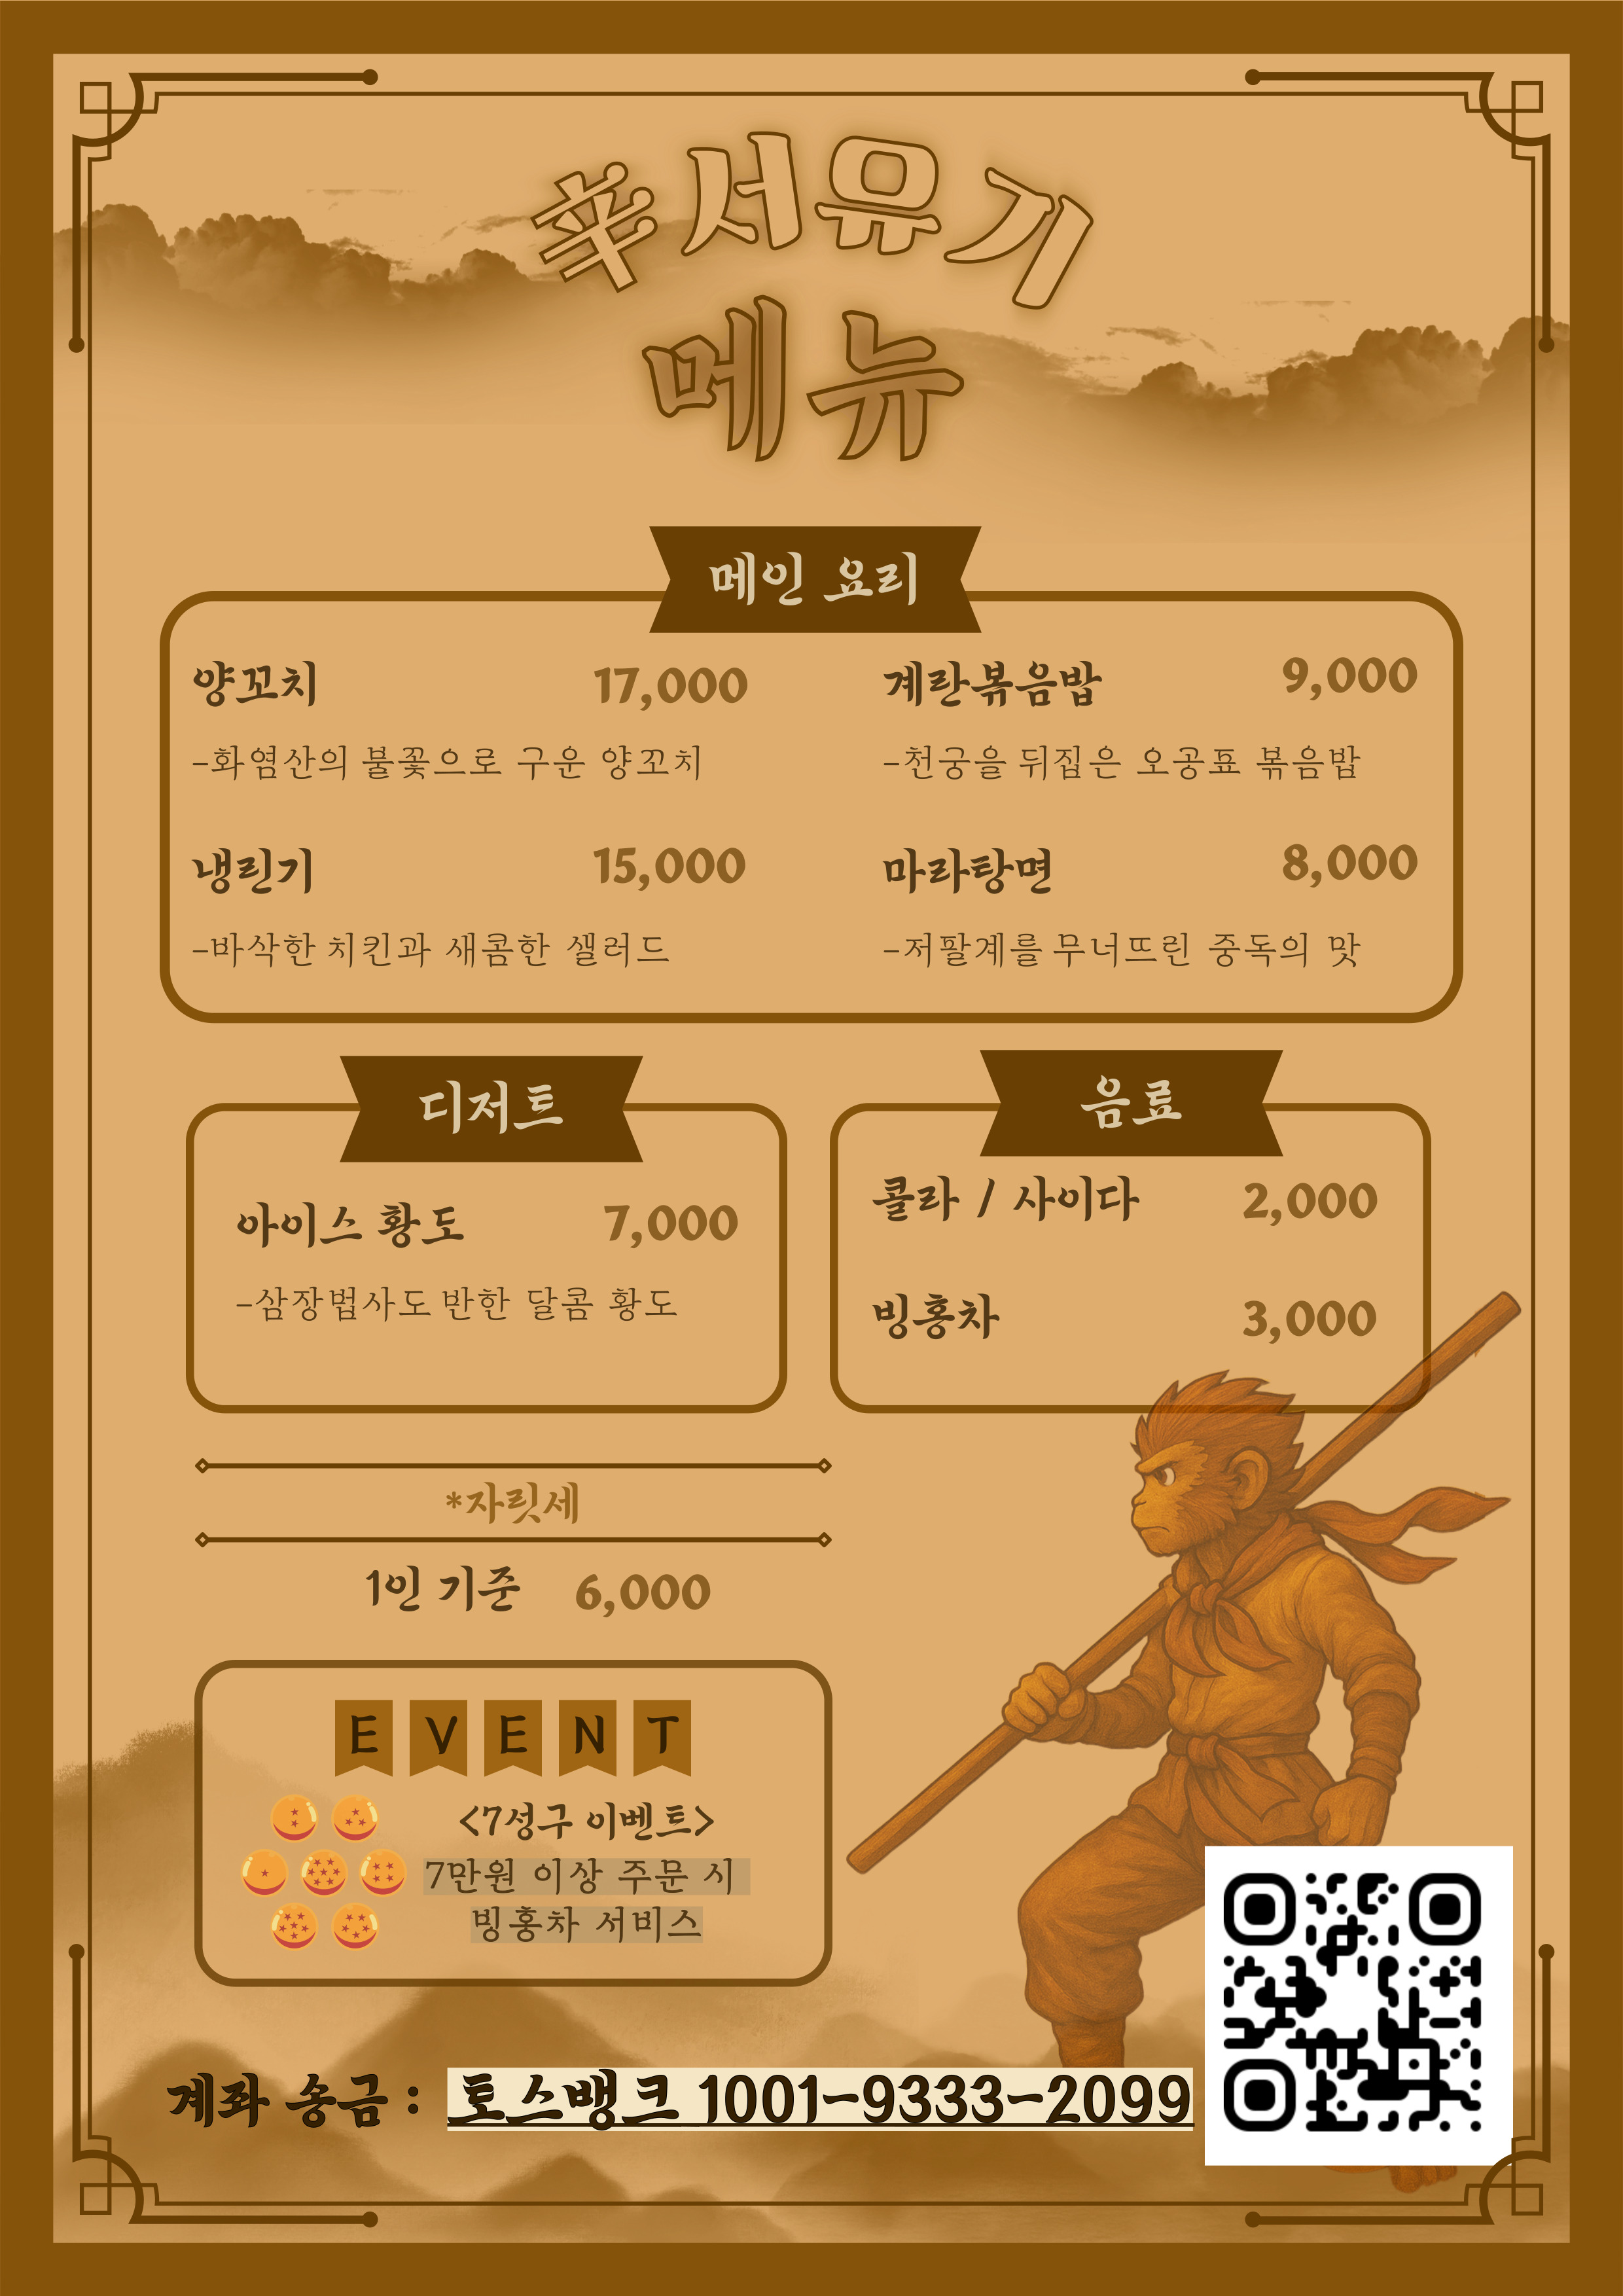 辛서유기
메뉴
메인 요리
양꼬치 17,000
-화염산의 불꽃으로 구운 양꼬치
계란볶음밥 9,000
-천궁을 뒤집은 오공표 볶음밥
냉린기 15,000
-바삭한 치킨과 새콤한 샐러드
마라탕면 8,000
-저팔계를 무너뜨린 중독의 맛
디저트
아이스 황도 7,000
-삼장법사도 반한 달콤 황도
음료
콜라 / 사이다 2,000
빙홍차 3,000
*자릿세
1인 기준 6,000
EVENT
<7성구 이벤트>
7만원 이상 주문 시
빙홍차 서비스
계좌 송금 : 토스뱅크 1001-9333-2099